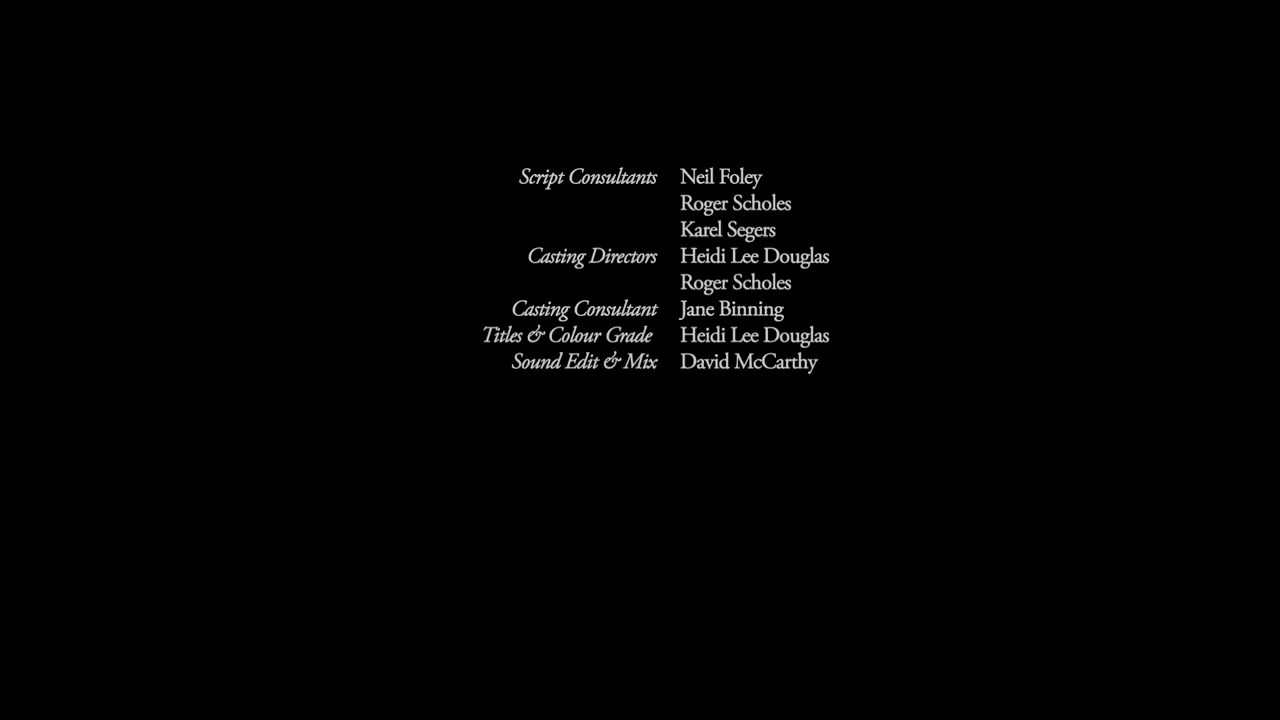 Script Consultants Neil Foley
Roger Scholes
Karel Segers
Casting Directors Heidi Lee Douglas
Roger Scholes
Casting Consultant Jane Binning
Titles & Colour Grade Heidi Lee Douglas
Sound Edit & Mix David McCarthy